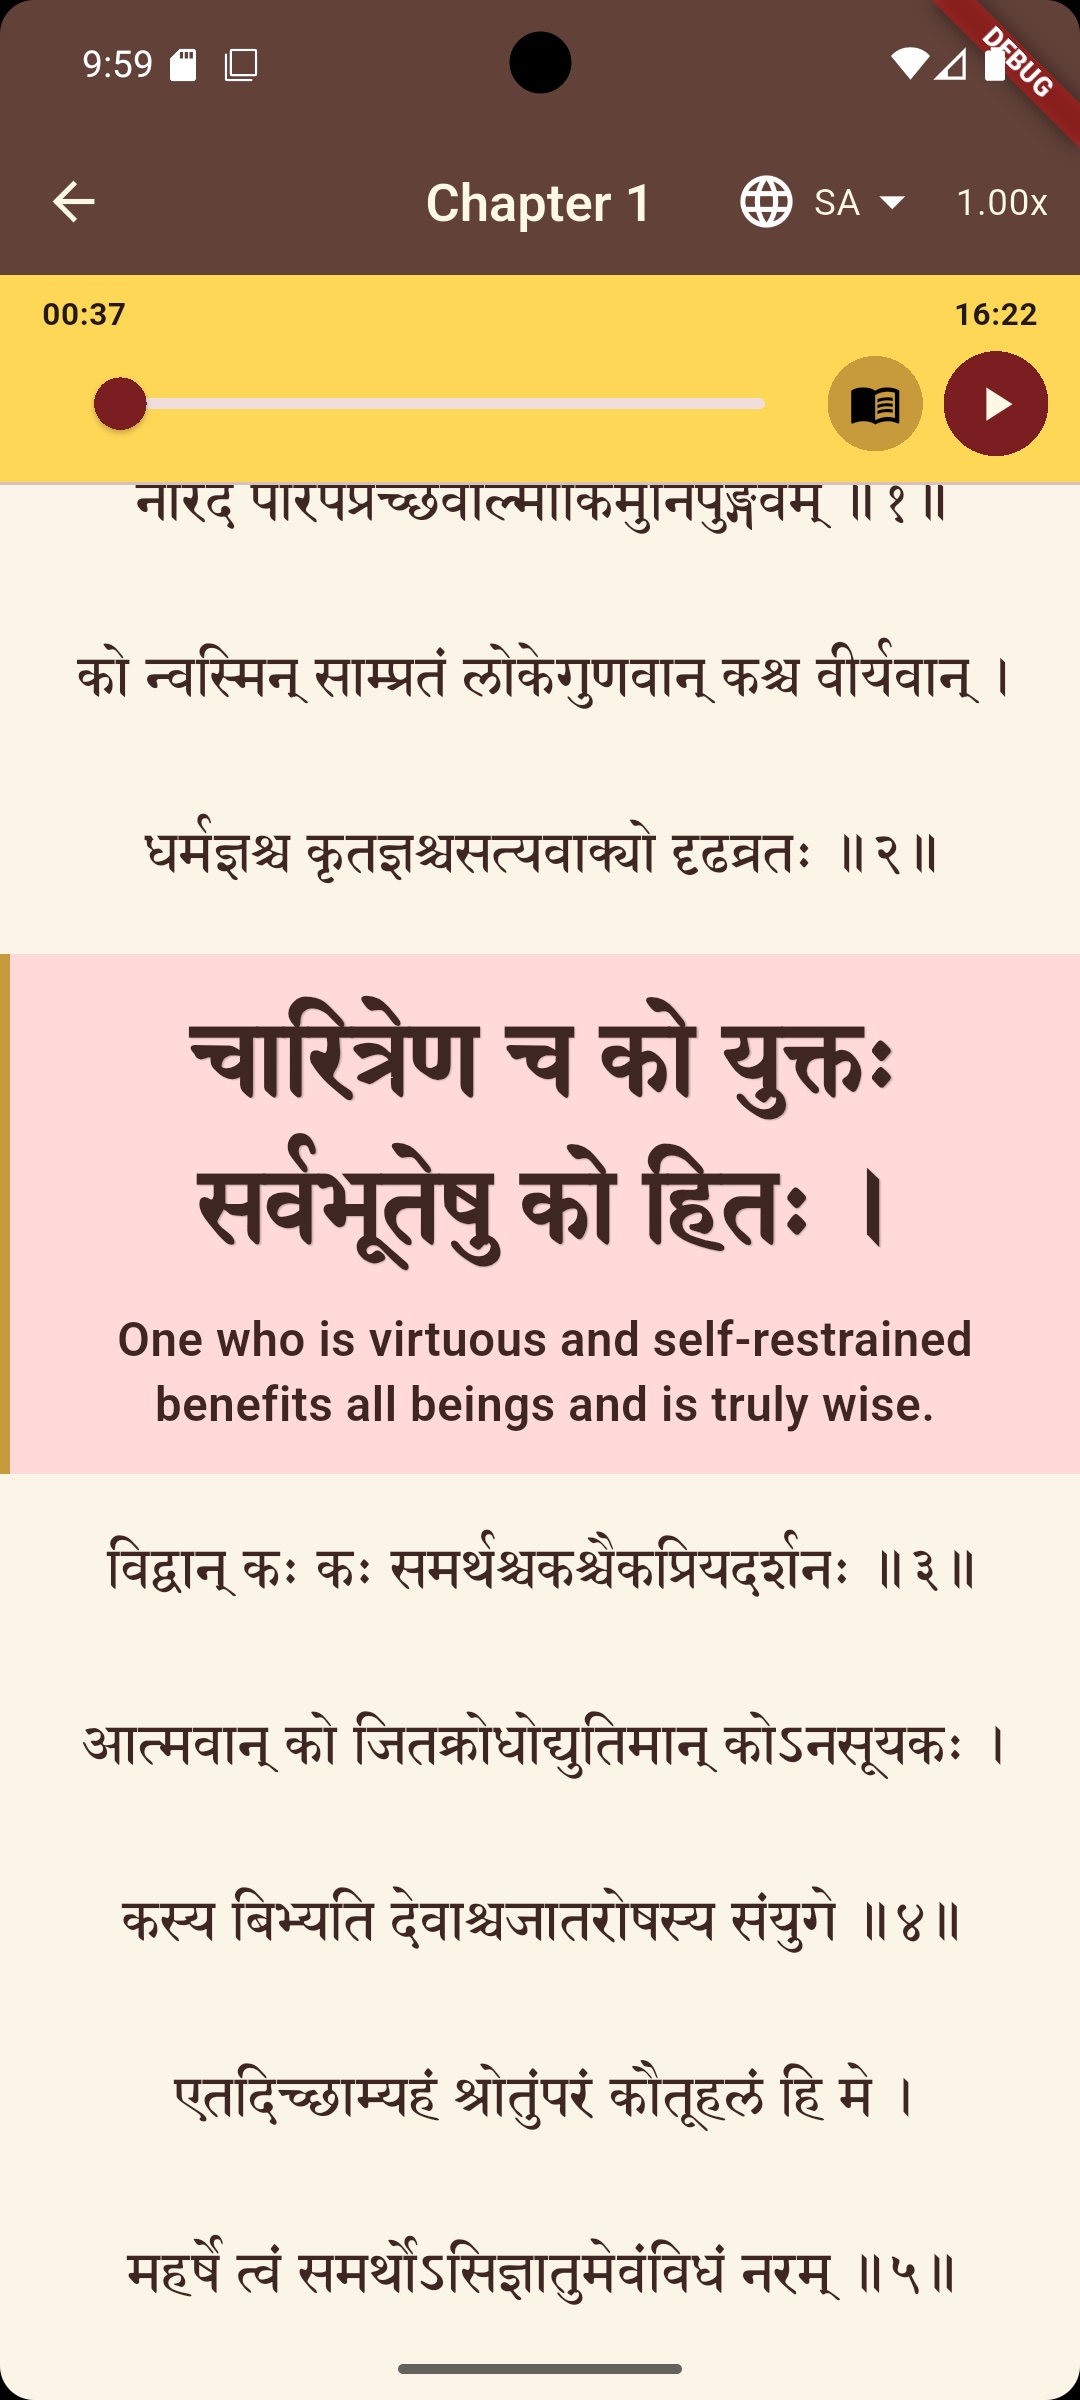 9:59
DEBUG
Chapter 1
SA
1.00x
00:37
16:22
नारदं परिपप्रच्छवाल्मीकिर्मुनिपुङ्गवम् ॥१॥
को न्वस्मिन् साम्प्रतं लोकेगुणवान् कश्च वीर्यवान् ।
धर्मज्ञश्च कृतज्ञश्चसत्यवाक्यो दृढव्रतः ॥२॥
चारित्रेण च को युक्तः
सर्वभूतेषु को हितः ।
One who is virtuous and self-restrained
benefits all beings and is truly wise.
विद्वान् कः कः समर्थश्चकश्चैकप्रियदर्शनः ॥३॥
आत्मवान् को जितक्रोधोद्युतिमान् कोऽनसूयकः ।
कस्य बिभ्यति देवाश्चजातरोषस्य संयुगे ॥४॥
एतदिच्छाम्यहं श्रोतुंपरं कौतूहलं हि मे ।
महर्षे त्वं समर्थोऽसिज्ञातुमेवंविधं नरम् ॥५॥